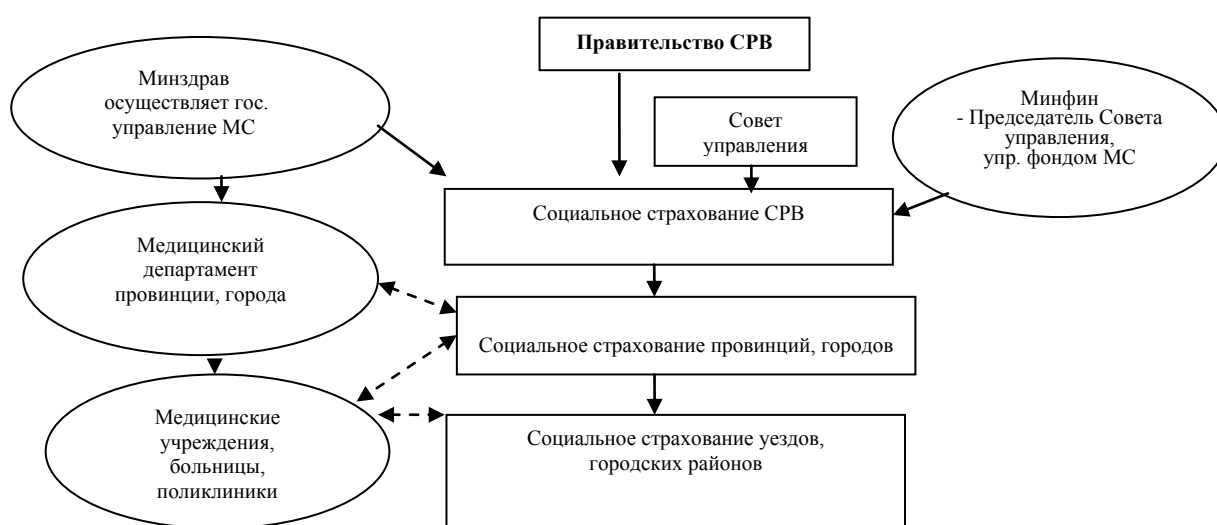 Правительство СРВ
Минздрав
осуществляет гос.
управление МС
Совет
управления
Минфин
- Председатель Совета
управления,
упр. фондом МС
Социальное страхование СРВ
Медицинский
департамент
провинции, города
Социальное страхование провинций, городов
Медицинские
учреждения,
больницы,
поликлиники
Социальное страхование уездов,
городских районов